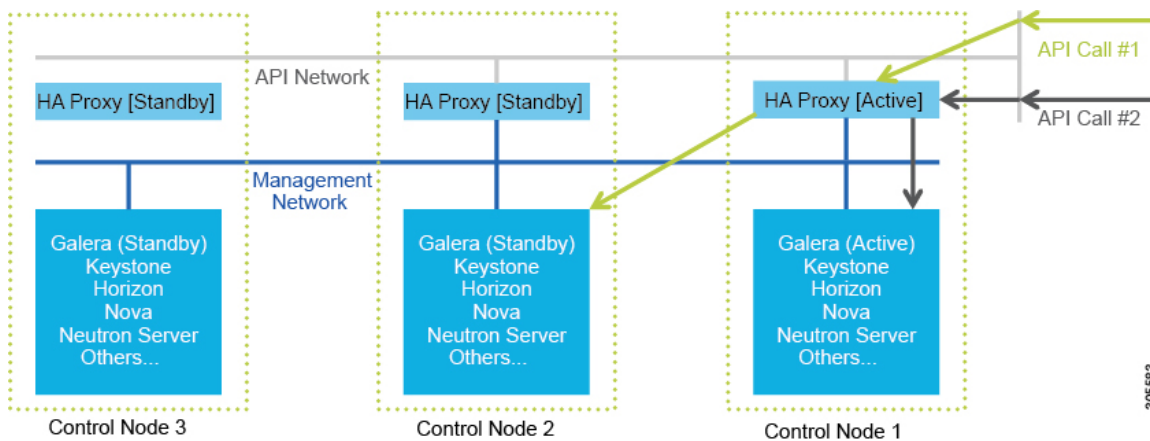 API Call #1
API Network
HA Proxy [Standby]
HA Proxy [Standby]
HA Proxy [Active]
API Call #2
Management
Network
Galera (Standby)
Keystone
Horizon
Nova
Neutron Server
Others...
Galera (Standby)
Keystone
Horizon
Nova
Neutron Server
Others...
Galera (Active)
Keystone
Horizon
Nova
Neutron Server
Others...
Control Node 3
Control Node 2
Control Node 1